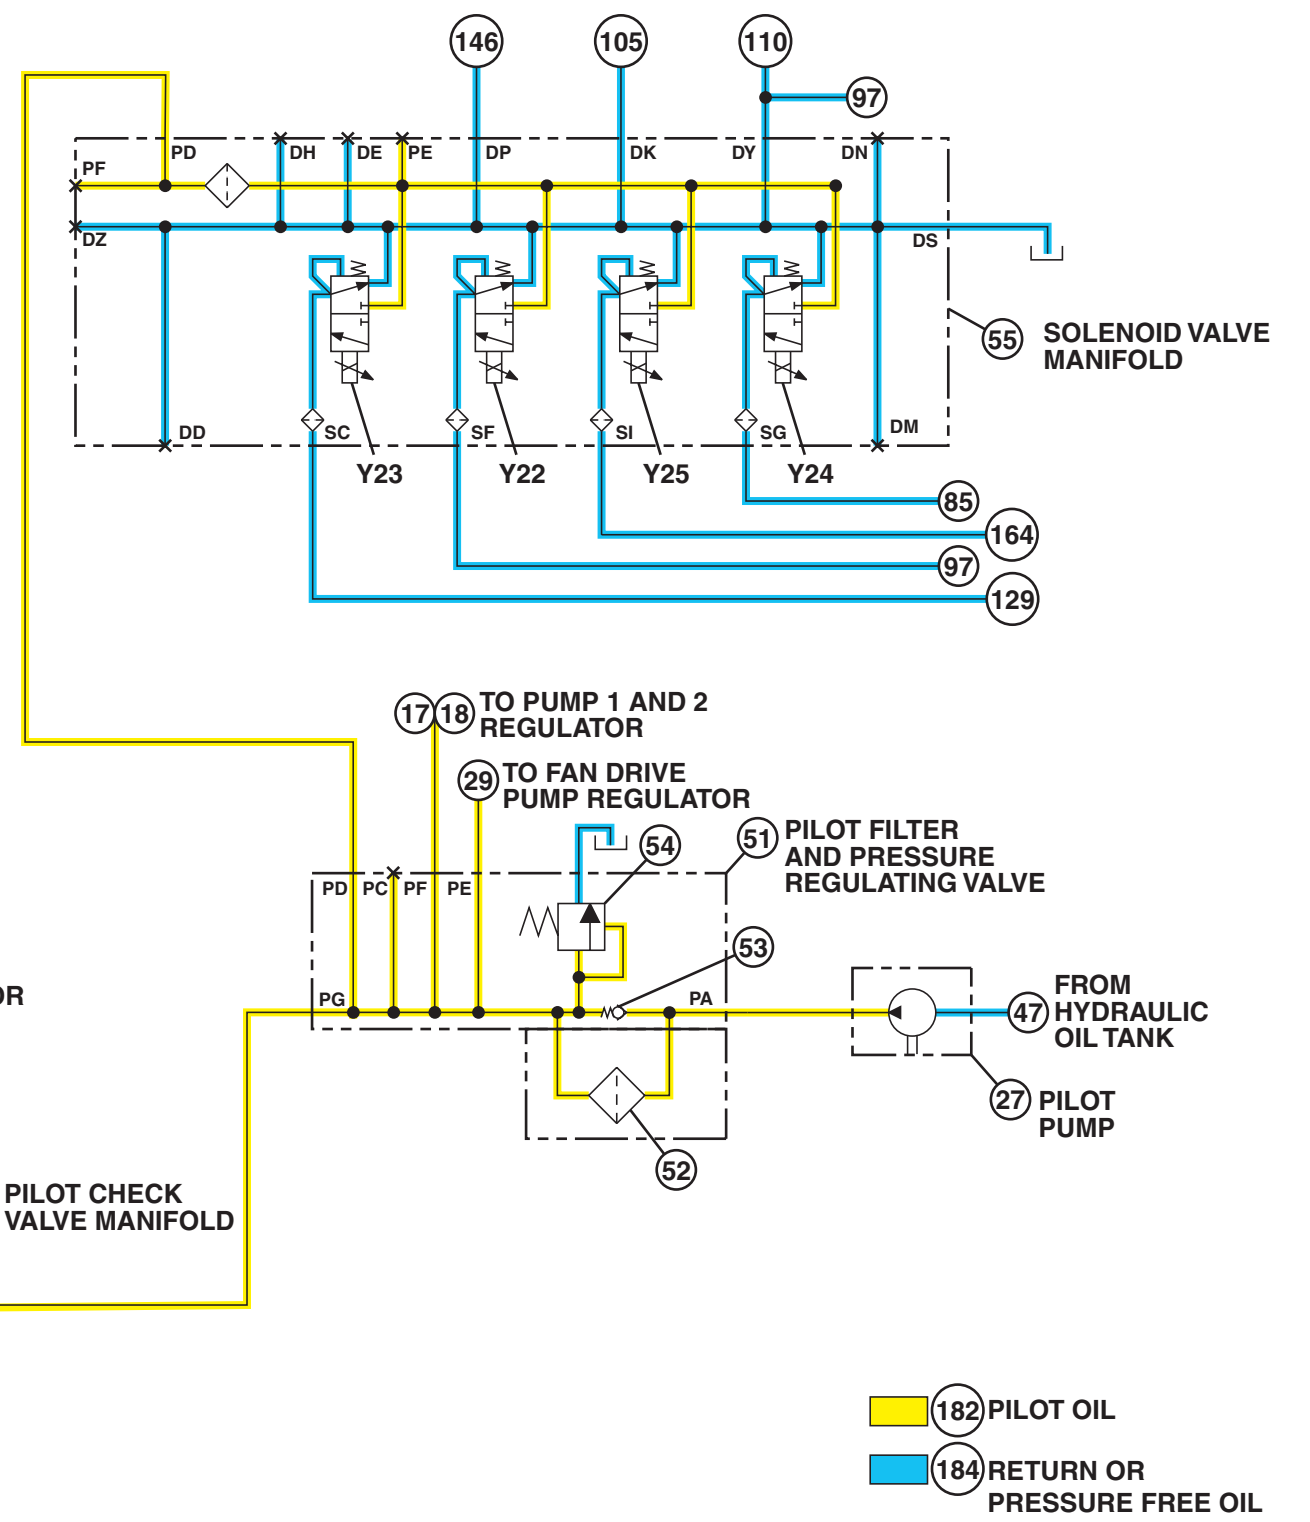 146
105
110
97
PD
DH
DE
PE
DP
DK
DY
DN
PF
DZ
DS
55
SOLENOID VALVE
MANIFOLD
DD
SC
SF
SI
SG
DM
Y23
Y22
Y25
Y24
85
164
97
129
17
18
TO PUMP 1 AND 2
REGULATOR
29
TO FAN DRIVE
PUMP REGULATOR
54
51
PILOT FILTER
AND PRESSURE
REGULATING VALVE
PD
PC
PF
PE
53
OR
PG
PA
47
FROM
HYDRAULIC
OIL TANK
27
PILOT
PUMP
52
PILOT CHECK
VALVE MANIFOLD
182
PILOT OIL
184
RETURN OR
PRESSURE FREE OIL